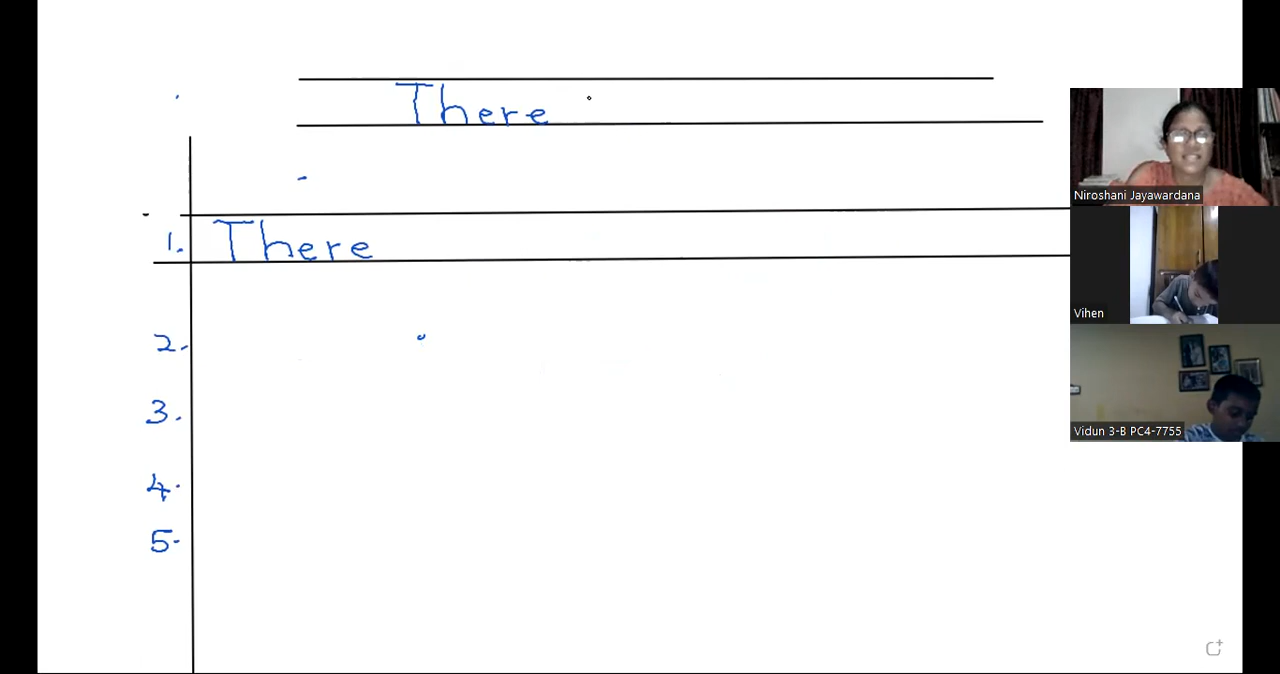 There
1. There
2.
3.
4.
5.
Niroshani Jayawardana
Vihen
Vidun 3-B PC4-7755